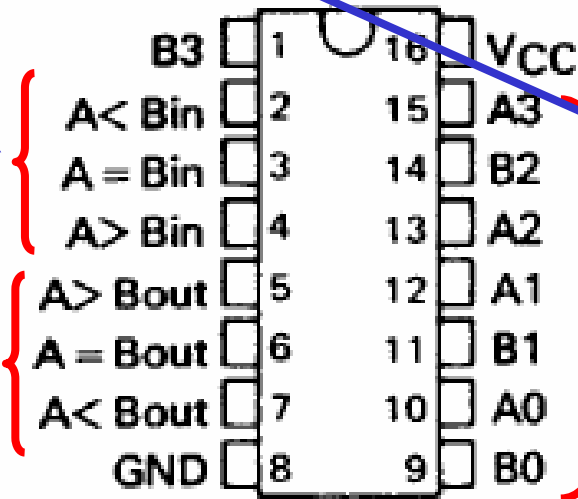 B3 1 16 VCC
A< Bin 2 15 A3
A = Bin 3 14 B2
A> Bin 4 13 A2
A> Bout 5 12 A1
A = Bout 6 11 B1
A< Bout 7 10 A0
GND 8 9 B0